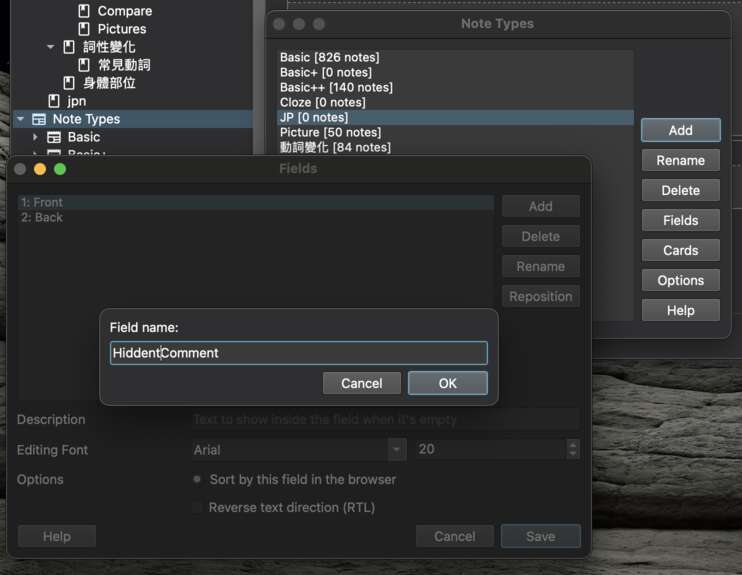 Compare
Pictures
詞性變化
常見動詞
身體部位
jpn
Note Types
Basic
Note Types
Basic [826 notes]
Basic+ [0 notes]
Basic++ [140 notes]
Cloze [0 notes]
JP [0 notes]
Picture [50 notes]
動詞變化 [84 notes]
Add
Rename
Delete
Fields
Cards
Options
Help
Fields
1: Front
2: Back
Add
Delete
Rename
Reposition
Field name:
HiddentComment
Cancel
OK
Description
Text to show inside the field when it's empty
Editing Font
Arial
20
Options
Sort by this field in the browser
Reverse text direction (RTL)
Help
Cancel
Save